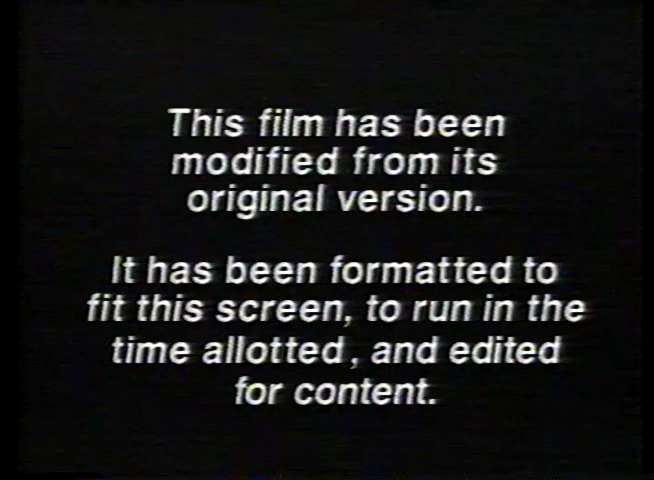 This film has been
modified from its
original version.
It has been formatted to
fit this screen, to run in the
time allotted, and edited
for content.